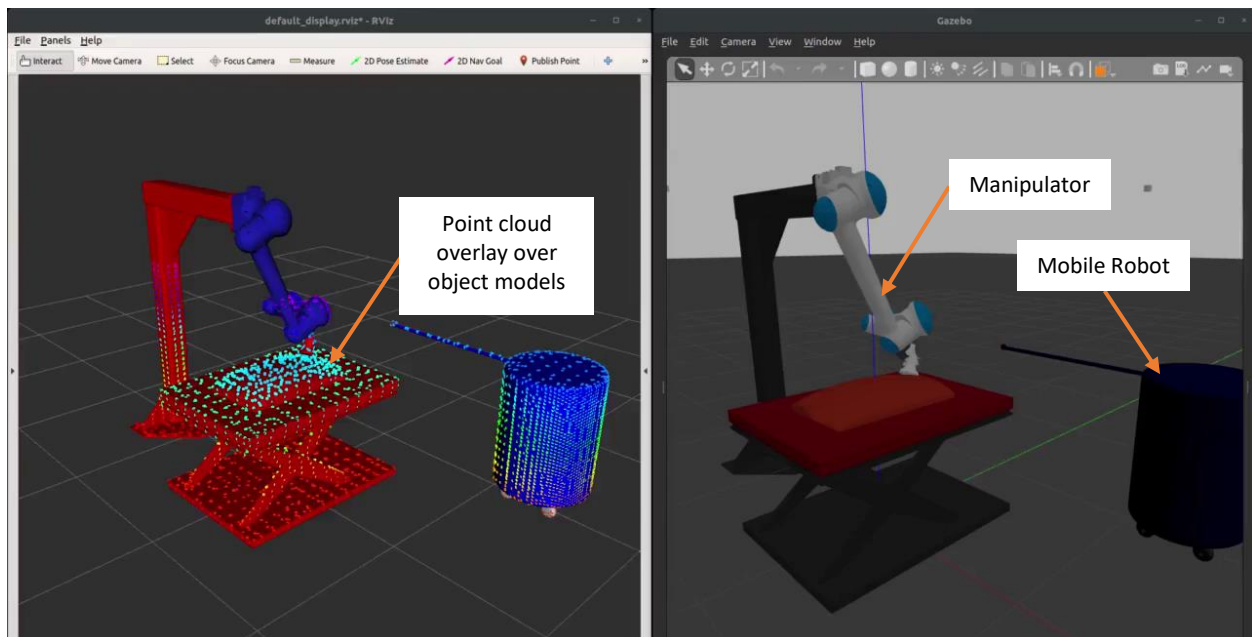 default_display.rviz* - RViz
File Panels Help
Interact Move Camera Select Focus Camera Measure 2D Pose Estimate 2D Nav Goal Publish Point »
Point cloud
overlay over
object models
Gazebo
File Edit Camera View Window Help
Manipulator
Mobile Robot